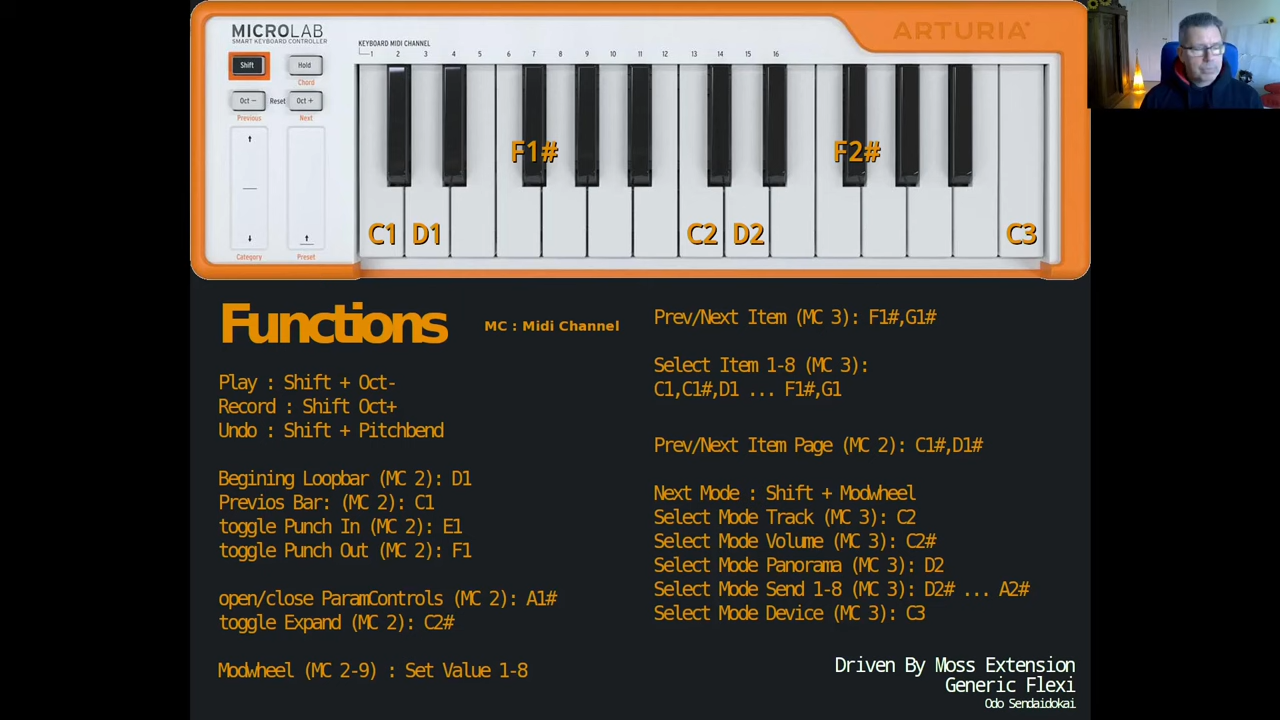 MICROLAB
SMART KEYBOARD CONTROLLER
ARTURIA
KEYBOARD MIDI CHANNEL
1 2 3 4 5 6 7 8 9 10 11 12 13 14 15 16
Shift Hold
Chord
Oct − Reset Oct +
Previous Next
Category Preset
F1# F2#
C1 D1 C2 D2 C3
Functions
MC : Midi Channel
Play : Shift + Oct-
Record : Shift Oct+
Undo : Shift + Pitchbend
Begining Loopbar (MC 2): D1
Previos Bar: (MC 2): C1
toggle Punch In (MC 2): E1
toggle Punch Out (MC 2): F1
open/close ParamControls (MC 2): A1#
toggle Expand (MC 2): C2#
Modwheel (MC 2-9) : Set Value 1-8
Prev/Next Item (MC 3): F1#,G1#
Select Item 1-8 (MC 3):
C1,C1#,D1 ... F1#,G1
Prev/Next Item Page (MC 2): C1#,D1#
Next Mode : Shift + Modwheel
Select Mode Track (MC 3): C2
Select Mode Volume (MC 3): C2#
Select Mode Panorama (MC 3): D2
Select Mode Send 1-8 (MC 3): D2# ... A2#
Select Mode Device (MC 3): C3
Driven By Moss Extension
Generic Flexi
Odo Sendaidokai